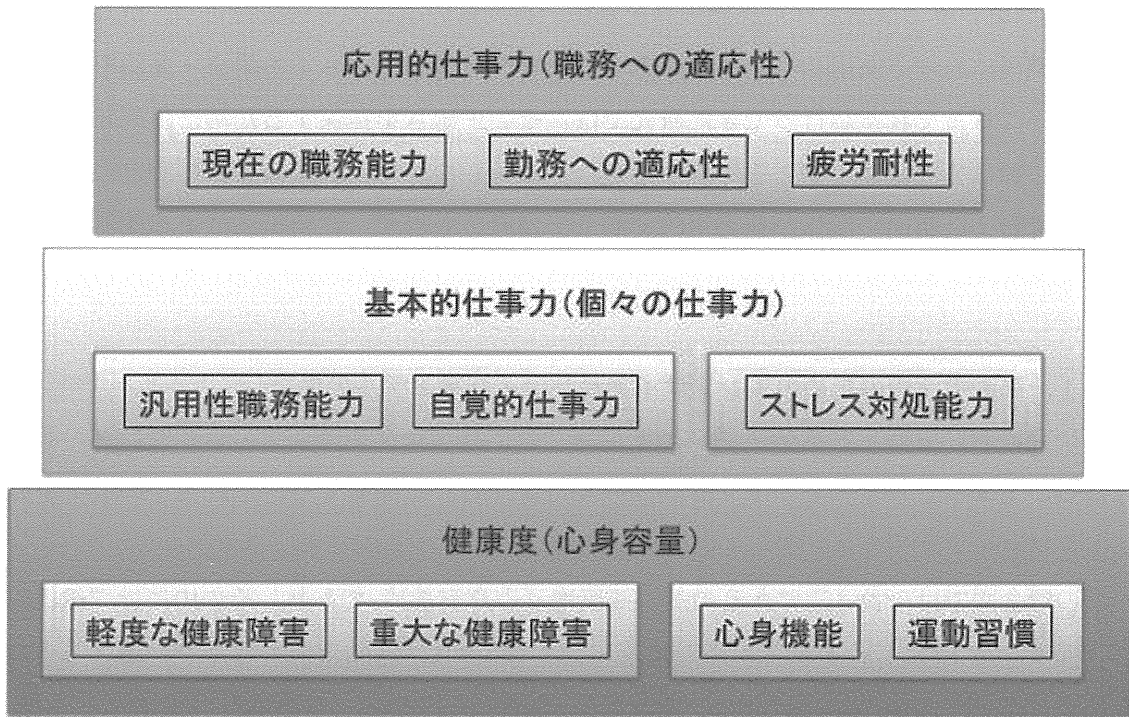 応用的仕事力(職務への適応性)
現在の職務能力 勤務への適応性 疲労耐性
基本的仕事力(個々の仕事力)
汎用性職務能力 自覚的仕事力 ストレス対処能力
健康度(心身容量)
軽度な健康障害 重大な健康障害 心身機能 運動習慣